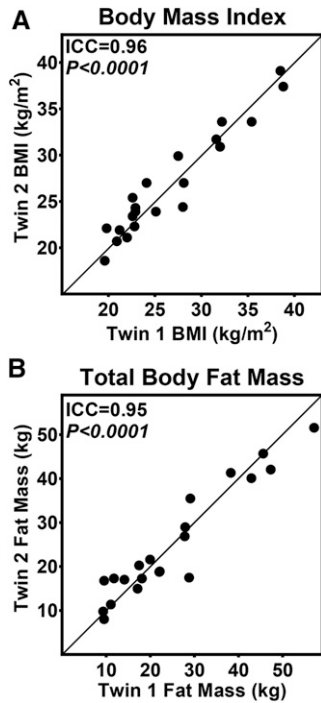 A
Body Mass Index
ICC=0.96
P<0.0001
Twin 2 BMI (kg/m²)
40
35
30
25
20
20 25 30 35 40
Twin 1 BMI (kg/m²)
B
Total Body Fat Mass
ICC=0.95
P<0.0001
Twin 2 Fat Mass (kg)
50
40
30
20
10
10 20 30 40 50
Twin 1 Fat Mass (kg)